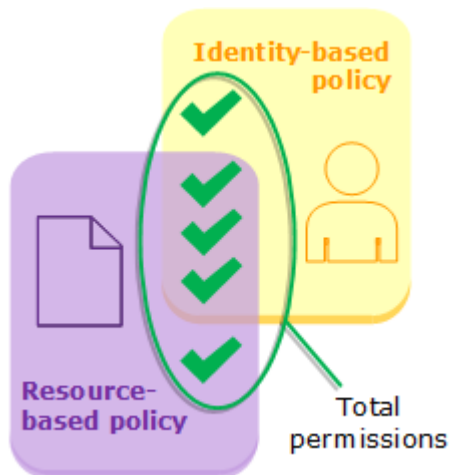 Identity-based
policy
Resource-
based policy
Total
permissions